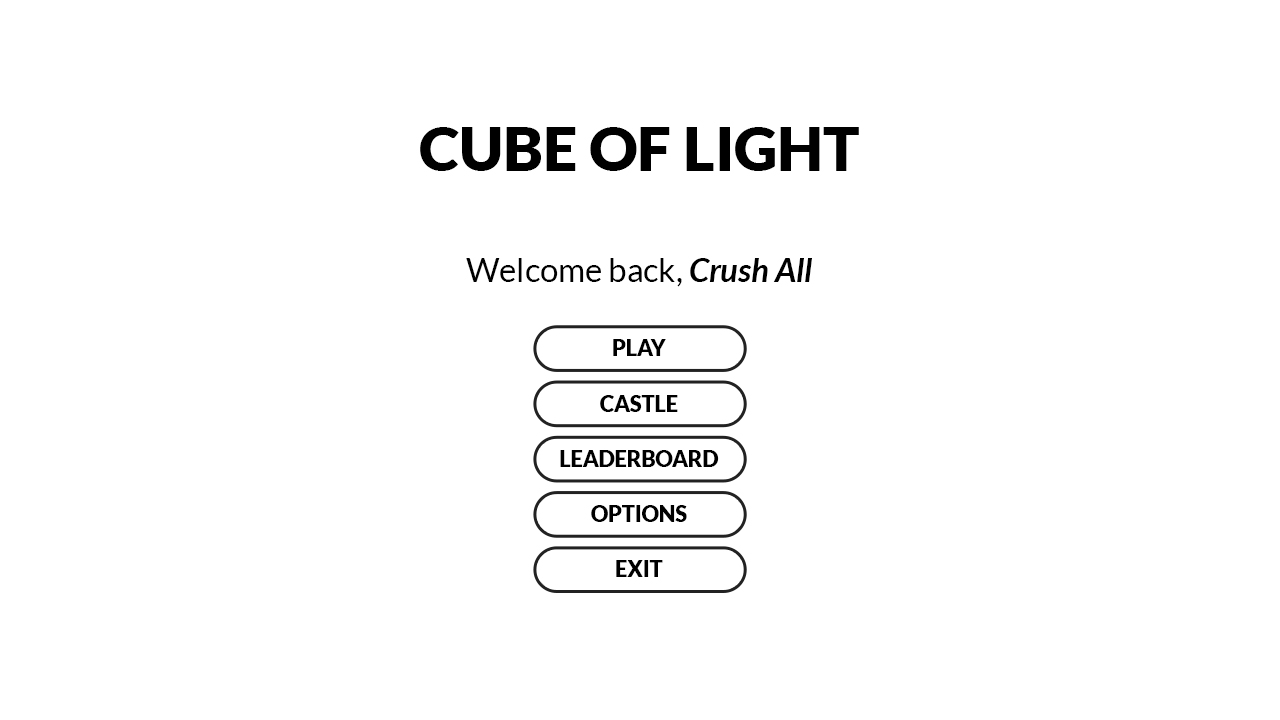 CUBE OF LIGHT
Welcome back, Crush All
PLAY
CASTLE
LEADERBOARD
OPTIONS
EXIT